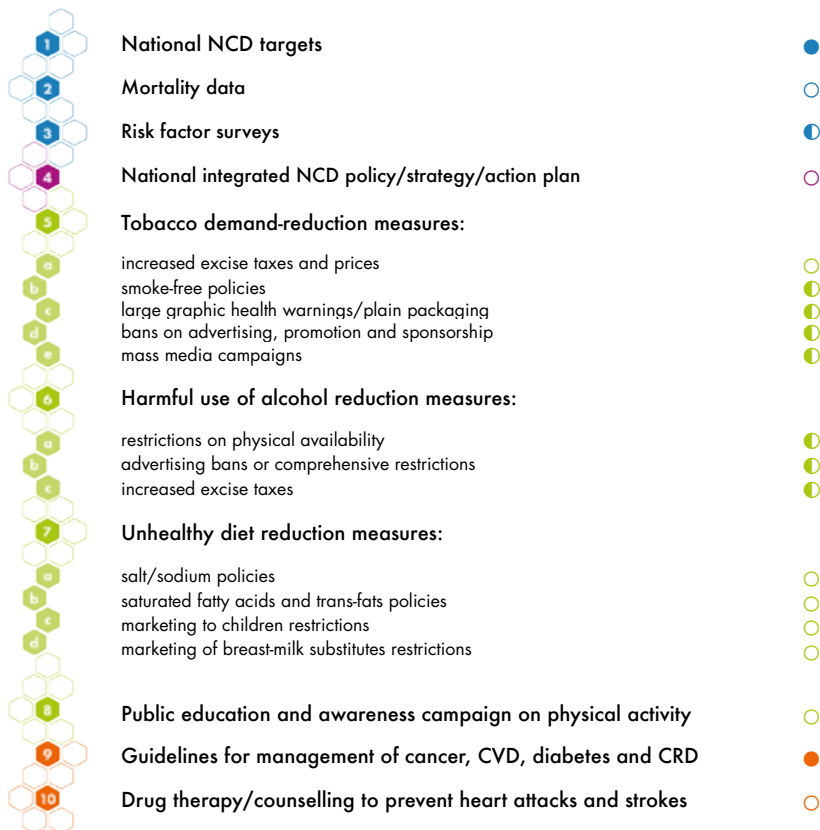 1 National NCD targets
2 Mortality data
3 Risk factor surveys
4 National integrated NCD policy/strategy/action plan
5 Tobacco demand-reduction measures:
a increased excise taxes and prices
b smoke-free policies
c large graphic health warnings/plain packaging
d bans on advertising, promotion and sponsorship
e mass media campaigns
6 Harmful use of alcohol reduction measures:
a restrictions on physical availability
b advertising bans or comprehensive restrictions
c increased excise taxes
7 Unhealthy diet reduction measures:
a salt/sodium policies
b saturated fatty acids and trans-fats policies
c marketing to children restrictions
d marketing of breast-milk substitutes restrictions
8 Public education and awareness campaign on physical activity
9 Guidelines for management of cancer, CVD, diabetes and CRD
10 Drug therapy/counselling to prevent heart attacks and strokes